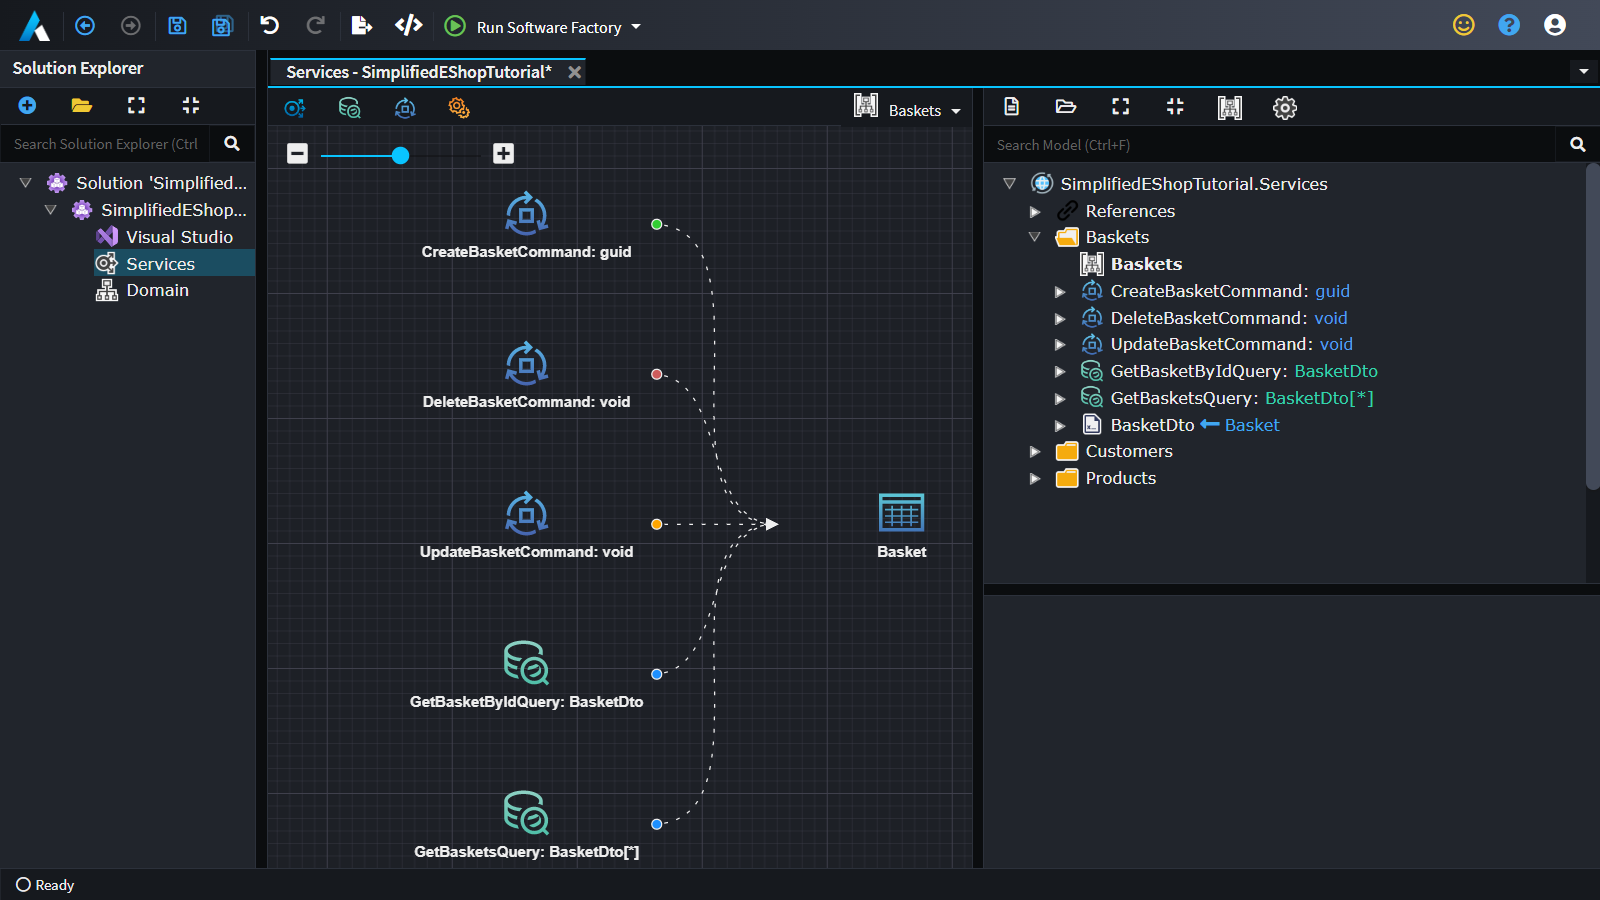 Run Software Factory
Solution Explorer
Search Solution Explorer (Ctrl
Solution 'Simplified...
SimplifiedEShop...
Visual Studio
Services
Domain
Services - SimplifiedEShopTutorial*
Baskets
CreateBasketCommand: guid
DeleteBasketCommand: void
UpdateBasketCommand: void
Basket
GetBasketByIdQuery: BasketDto
GetBasketsQuery: BasketDto[*]
Search Model (Ctrl+F)
SimplifiedEShopTutorial.Services
References
Baskets
Baskets
CreateBasketCommand: guid
DeleteBasketCommand: void
UpdateBasketCommand: void
GetBasketByIdQuery: BasketDto
GetBasketsQuery: BasketDto[*]
BasketDto Basket
Customers
Products
Ready